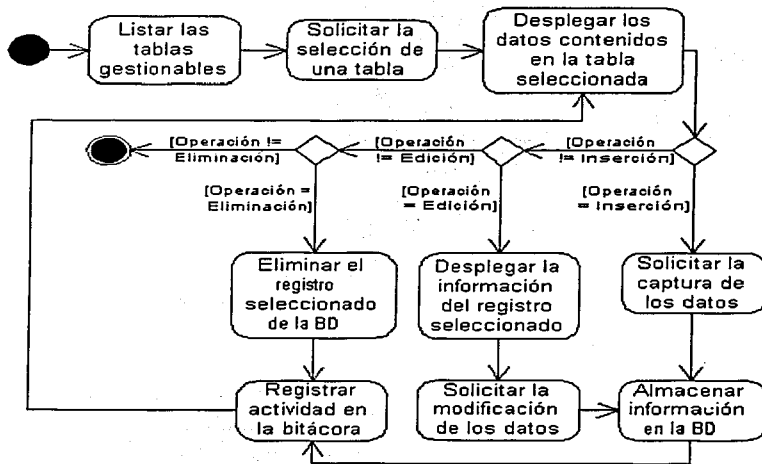 Listar las
tablas
gestionables
Solicitar la
selección de
una tabla
Desplegar los
datos contenidos
en la tabla
seleccionada
[Operación !=
Eliminación]
[Operación
!= Edición]
[Operación
!= Inserción]
[Operación =
Eliminación]
[Operación
= Edición]
[Operación
= Inserción]
Eliminar el
registro
seleccionado
de la BD
Desplegar la
información
del registro
seleccionado
Solicitar la
captura de
los datos
Registrar
actividad en
la bitácora
Solicitar la
modificación
de los datos
Almacenar
información
en la BD